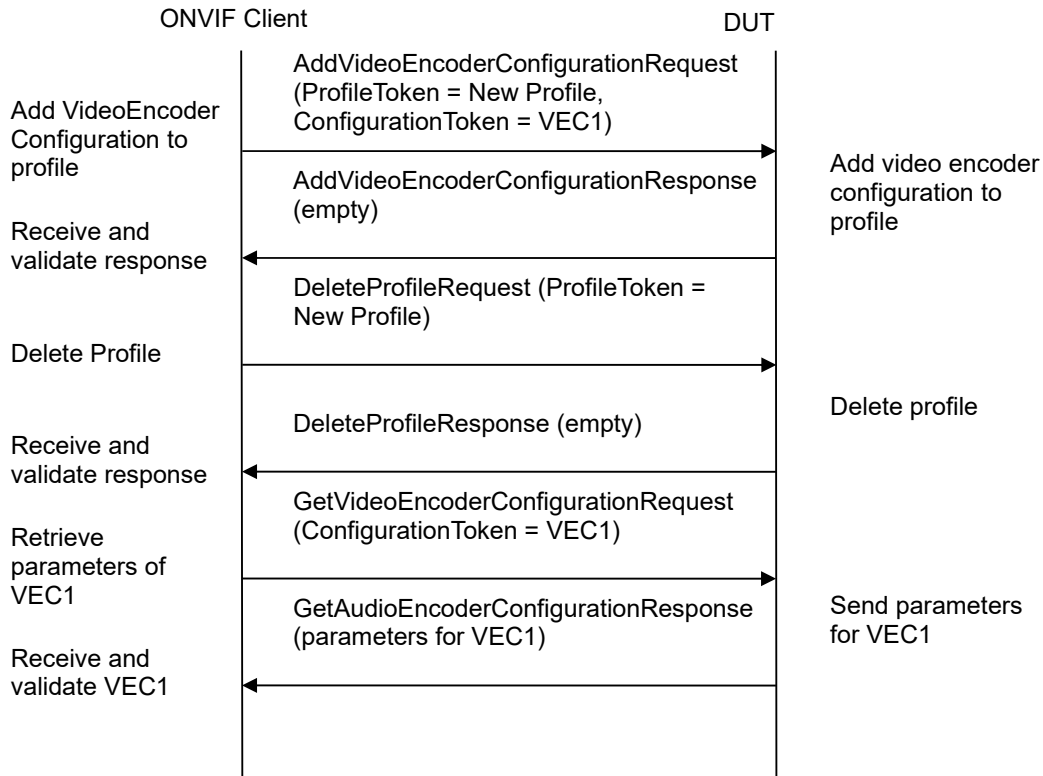 ONVIF Client
DUT
AddVideoEncoderConfigurationRequest
(ProfileToken = New Profile,
ConfigurationToken = VEC1)
Add VideoEncoder
Configuration to
profile
AddVideoEncoderConfigurationResponse
(empty)
Add video encoder
configuration to
profile
Receive and
validate response
DeleteProfileRequest (ProfileToken =
New Profile)
Delete Profile
Delete profile
DeleteProfileResponse (empty)
Receive and
validate response
GetVideoEncoderConfigurationRequest
(ConfigurationToken = VEC1)
Retrieve
parameters of
VEC1
GetAudioEncoderConfigurationResponse
(parameters for VEC1)
Send parameters
for VEC1
Receive and
validate VEC1